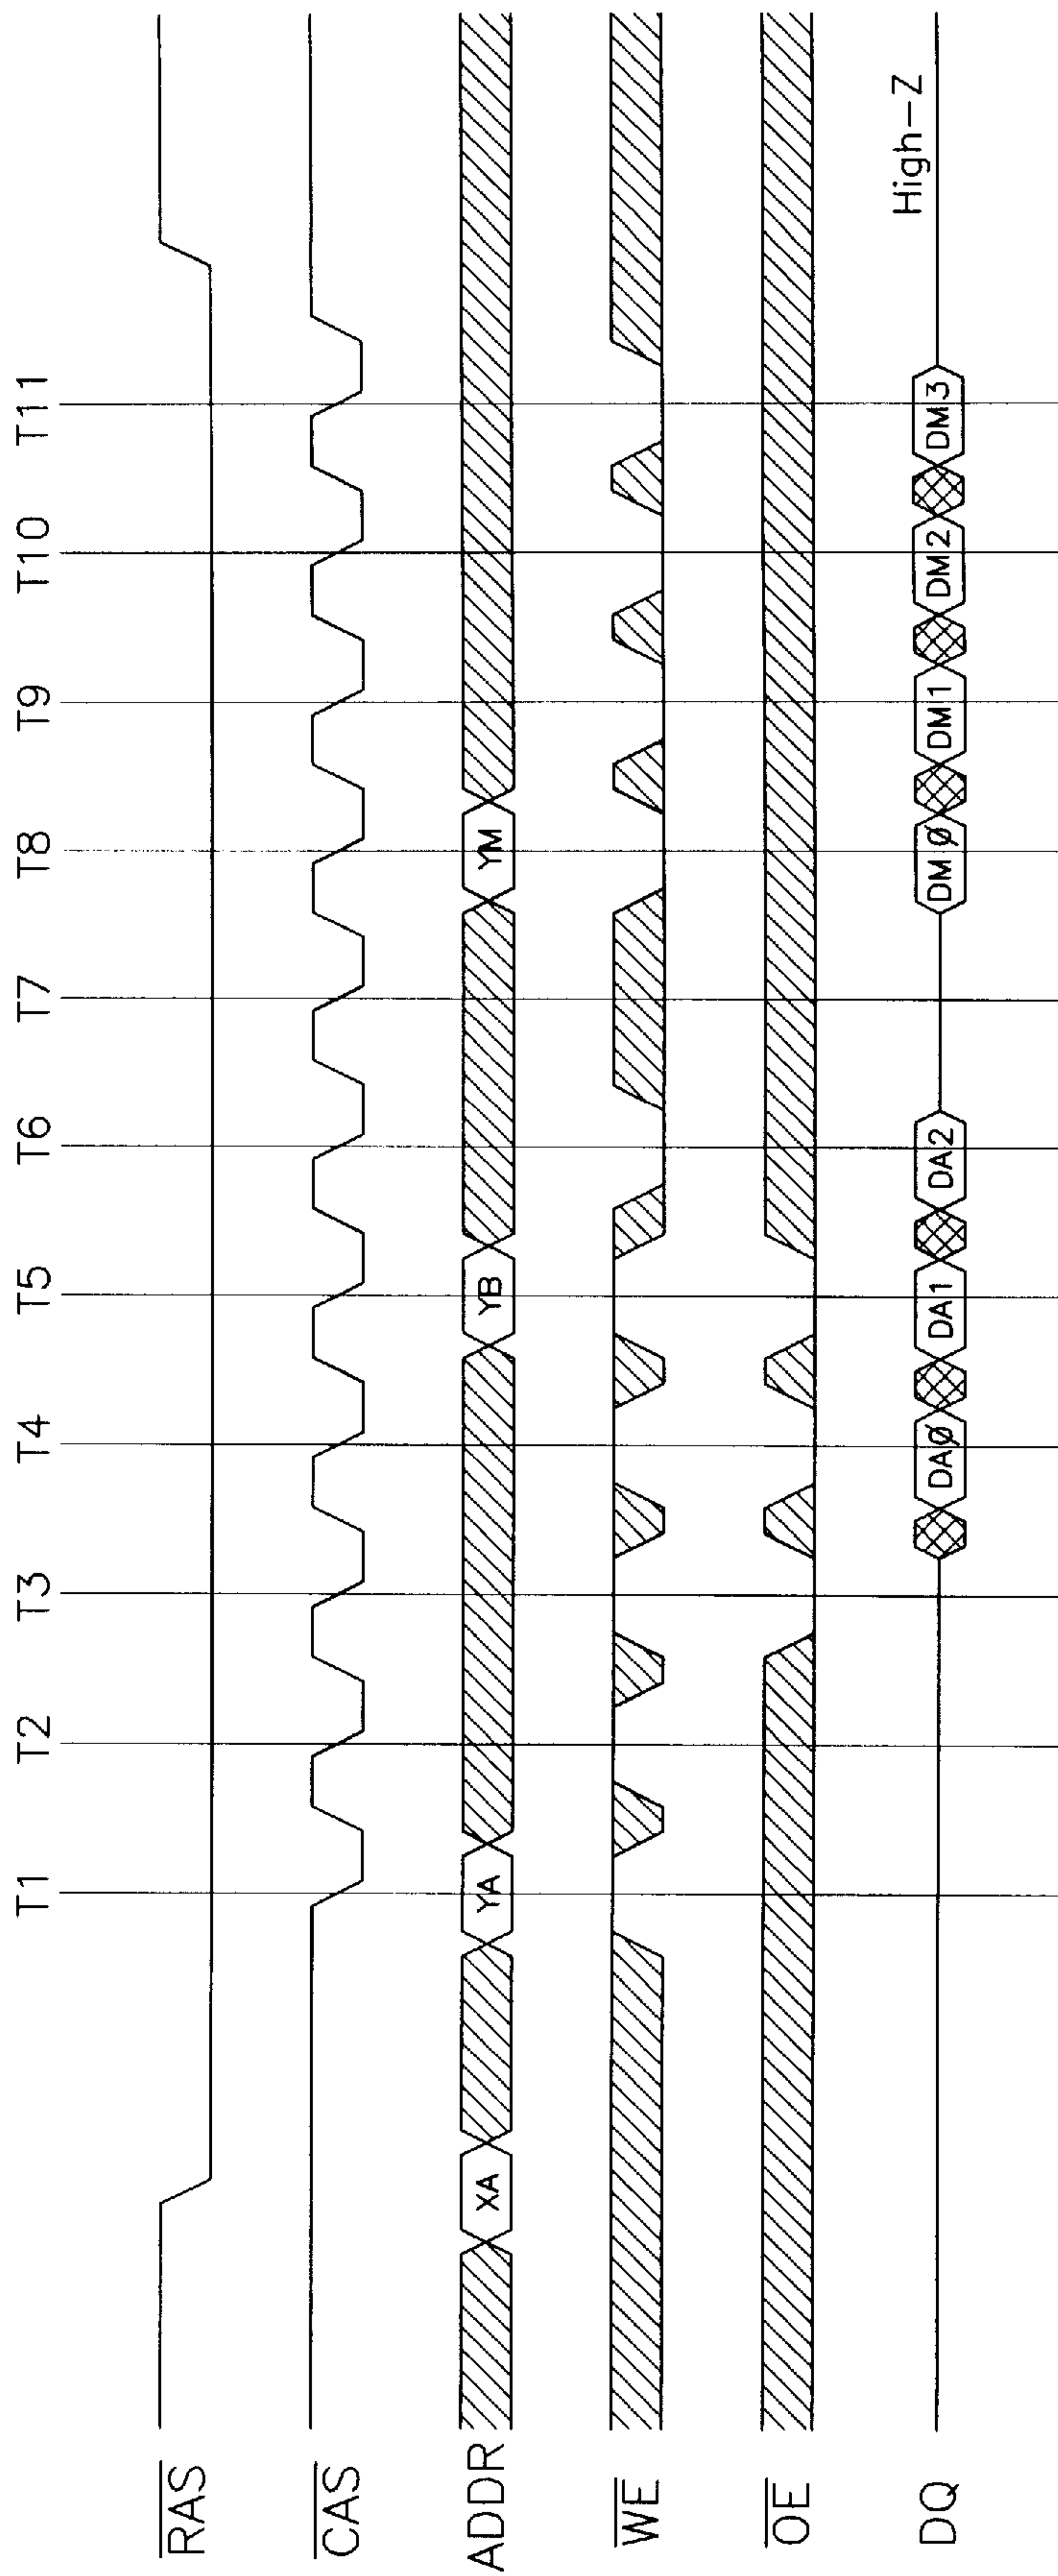 T1 T2 T3 T4 T5 T6 T7 T8 T9 T10 T11
RAS
CAS
ADDR XA YA YB YM
WE
OE
DQ DAØ DA1 DA2 DMØ DM1 DM2 DM3 High-Z